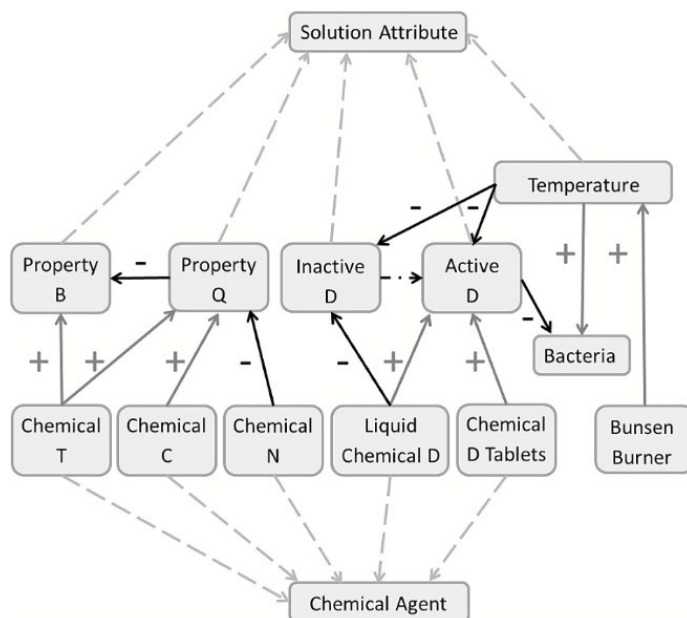 Solution Attribute
Temperature
- -
+ +
Property
B
-
Property
Q
Inactive
D
Active
D
-
Bacteria
+ + + - - + +
Chemical
T
Chemical
C
Chemical
N
Liquid
Chemical D
Chemical
D Tablets
Bunsen
Burner
Chemical Agent